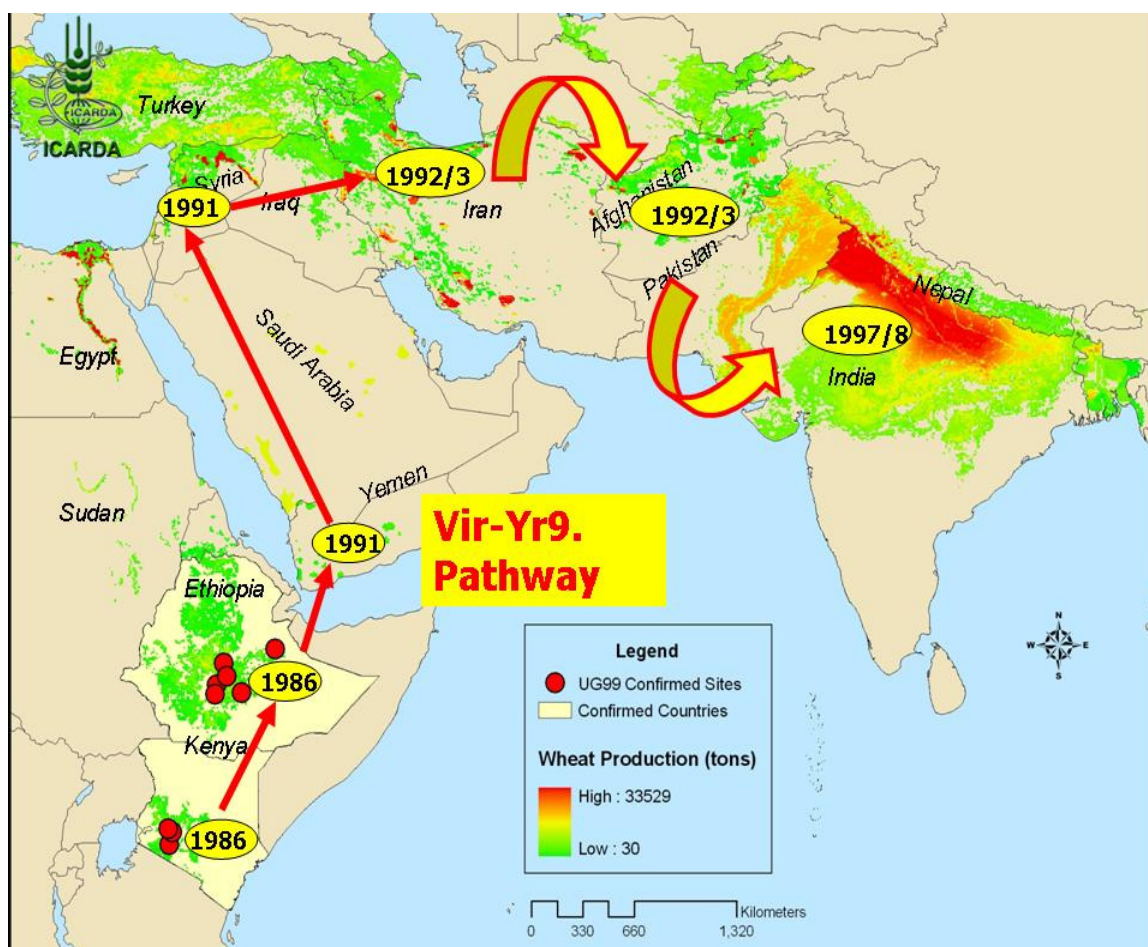 ICARDA
ICARDA
Turkey
Syria
Iraq
Iran
1991
1992/3
Afghanistan
1992/3
Pakistan
Nepal
1997/8
India
Egypt
Saudi Arabia
Sudan
Yemen
1991
Vir-Yr9.
Pathway
Ethiopia
1986
Kenya
1986
N
W E
S
Legend
UG99 Confirmed Sites
Confirmed Countries
Wheat Production (tons)
High : 33529
Low : 30
Kilometers
0 330 660 1,320